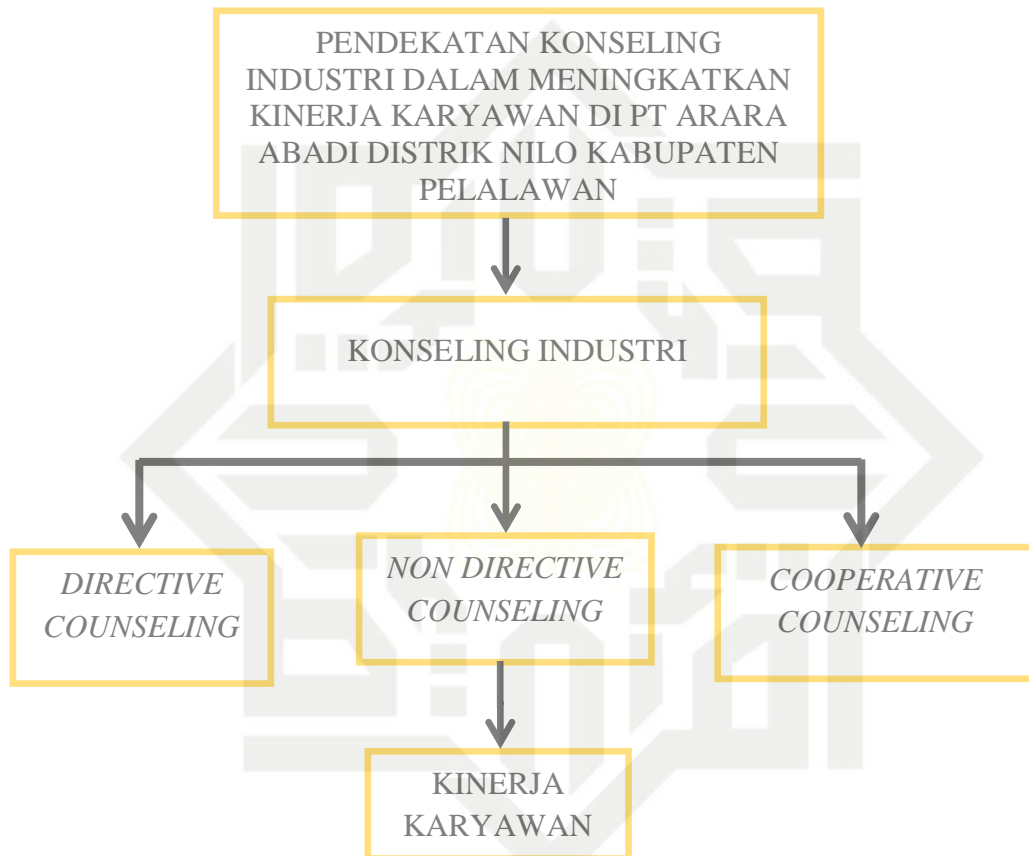 PENDEKATAN KONSELING
INDUSTRI DALAM MENINGKATKAN
KINERJA KARYAWAN DI PT ARARA
ABADI DISTRIK NILO KABUPATEN
PELALAWAN
KONSELING INDUSTRI
DIRECTIVE
COUNSELING
NON DIRECTIVE
COUNSELING
COOPERATIVE
COUNSELING
KINERJA
KARYAWAN